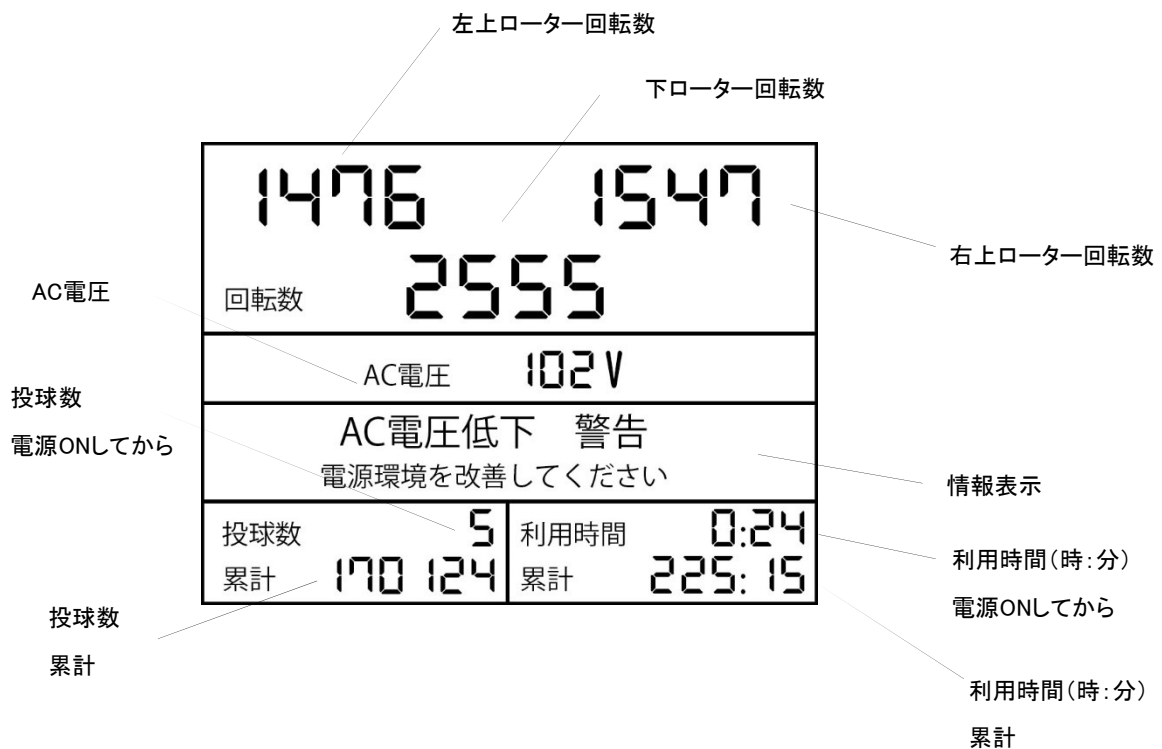 左上ローター回転数
下ローター回転数
1476 1547
右上ローター回転数
回転数 2555
AC電圧
AC電圧 102V
投球数
電源ONしてから
AC電圧低下 警告
電源環境を改善してください
情報表示
投球数 5
利用時間 0:24
累計 170124
累計 225:15
利用時間(時:分)
電源ONしてから
投球数
累計
利用時間(時:分)
累計